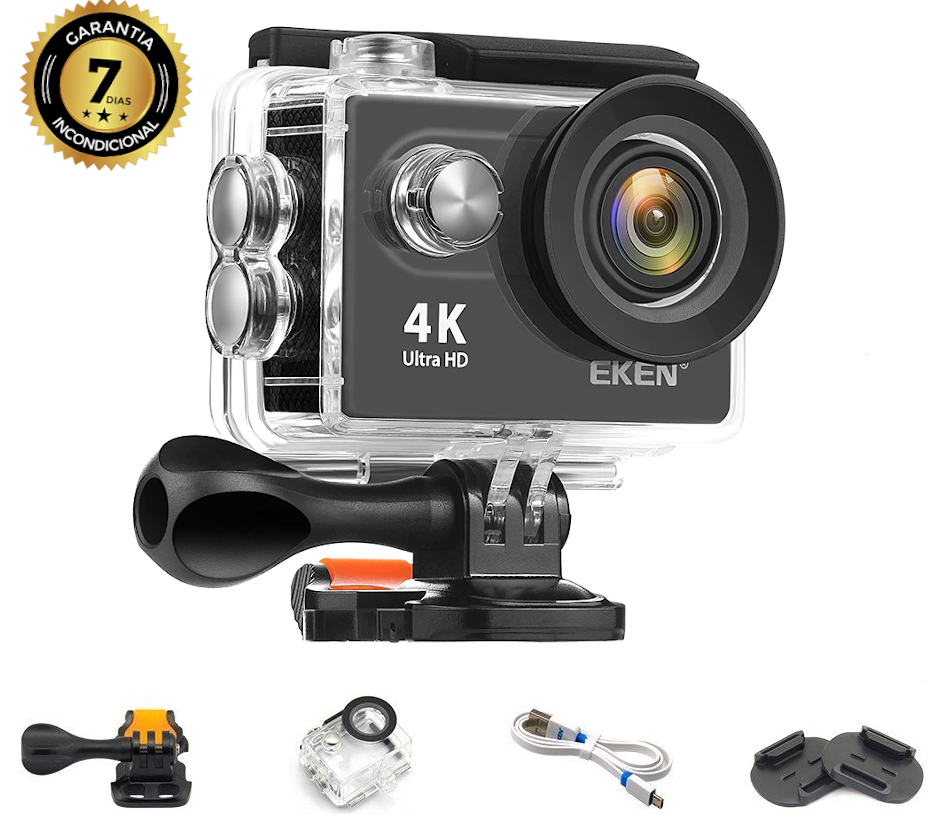 GARANTIA
7
DIAS
INCONDICIONAL
4K
Ultra HD
EKEN®